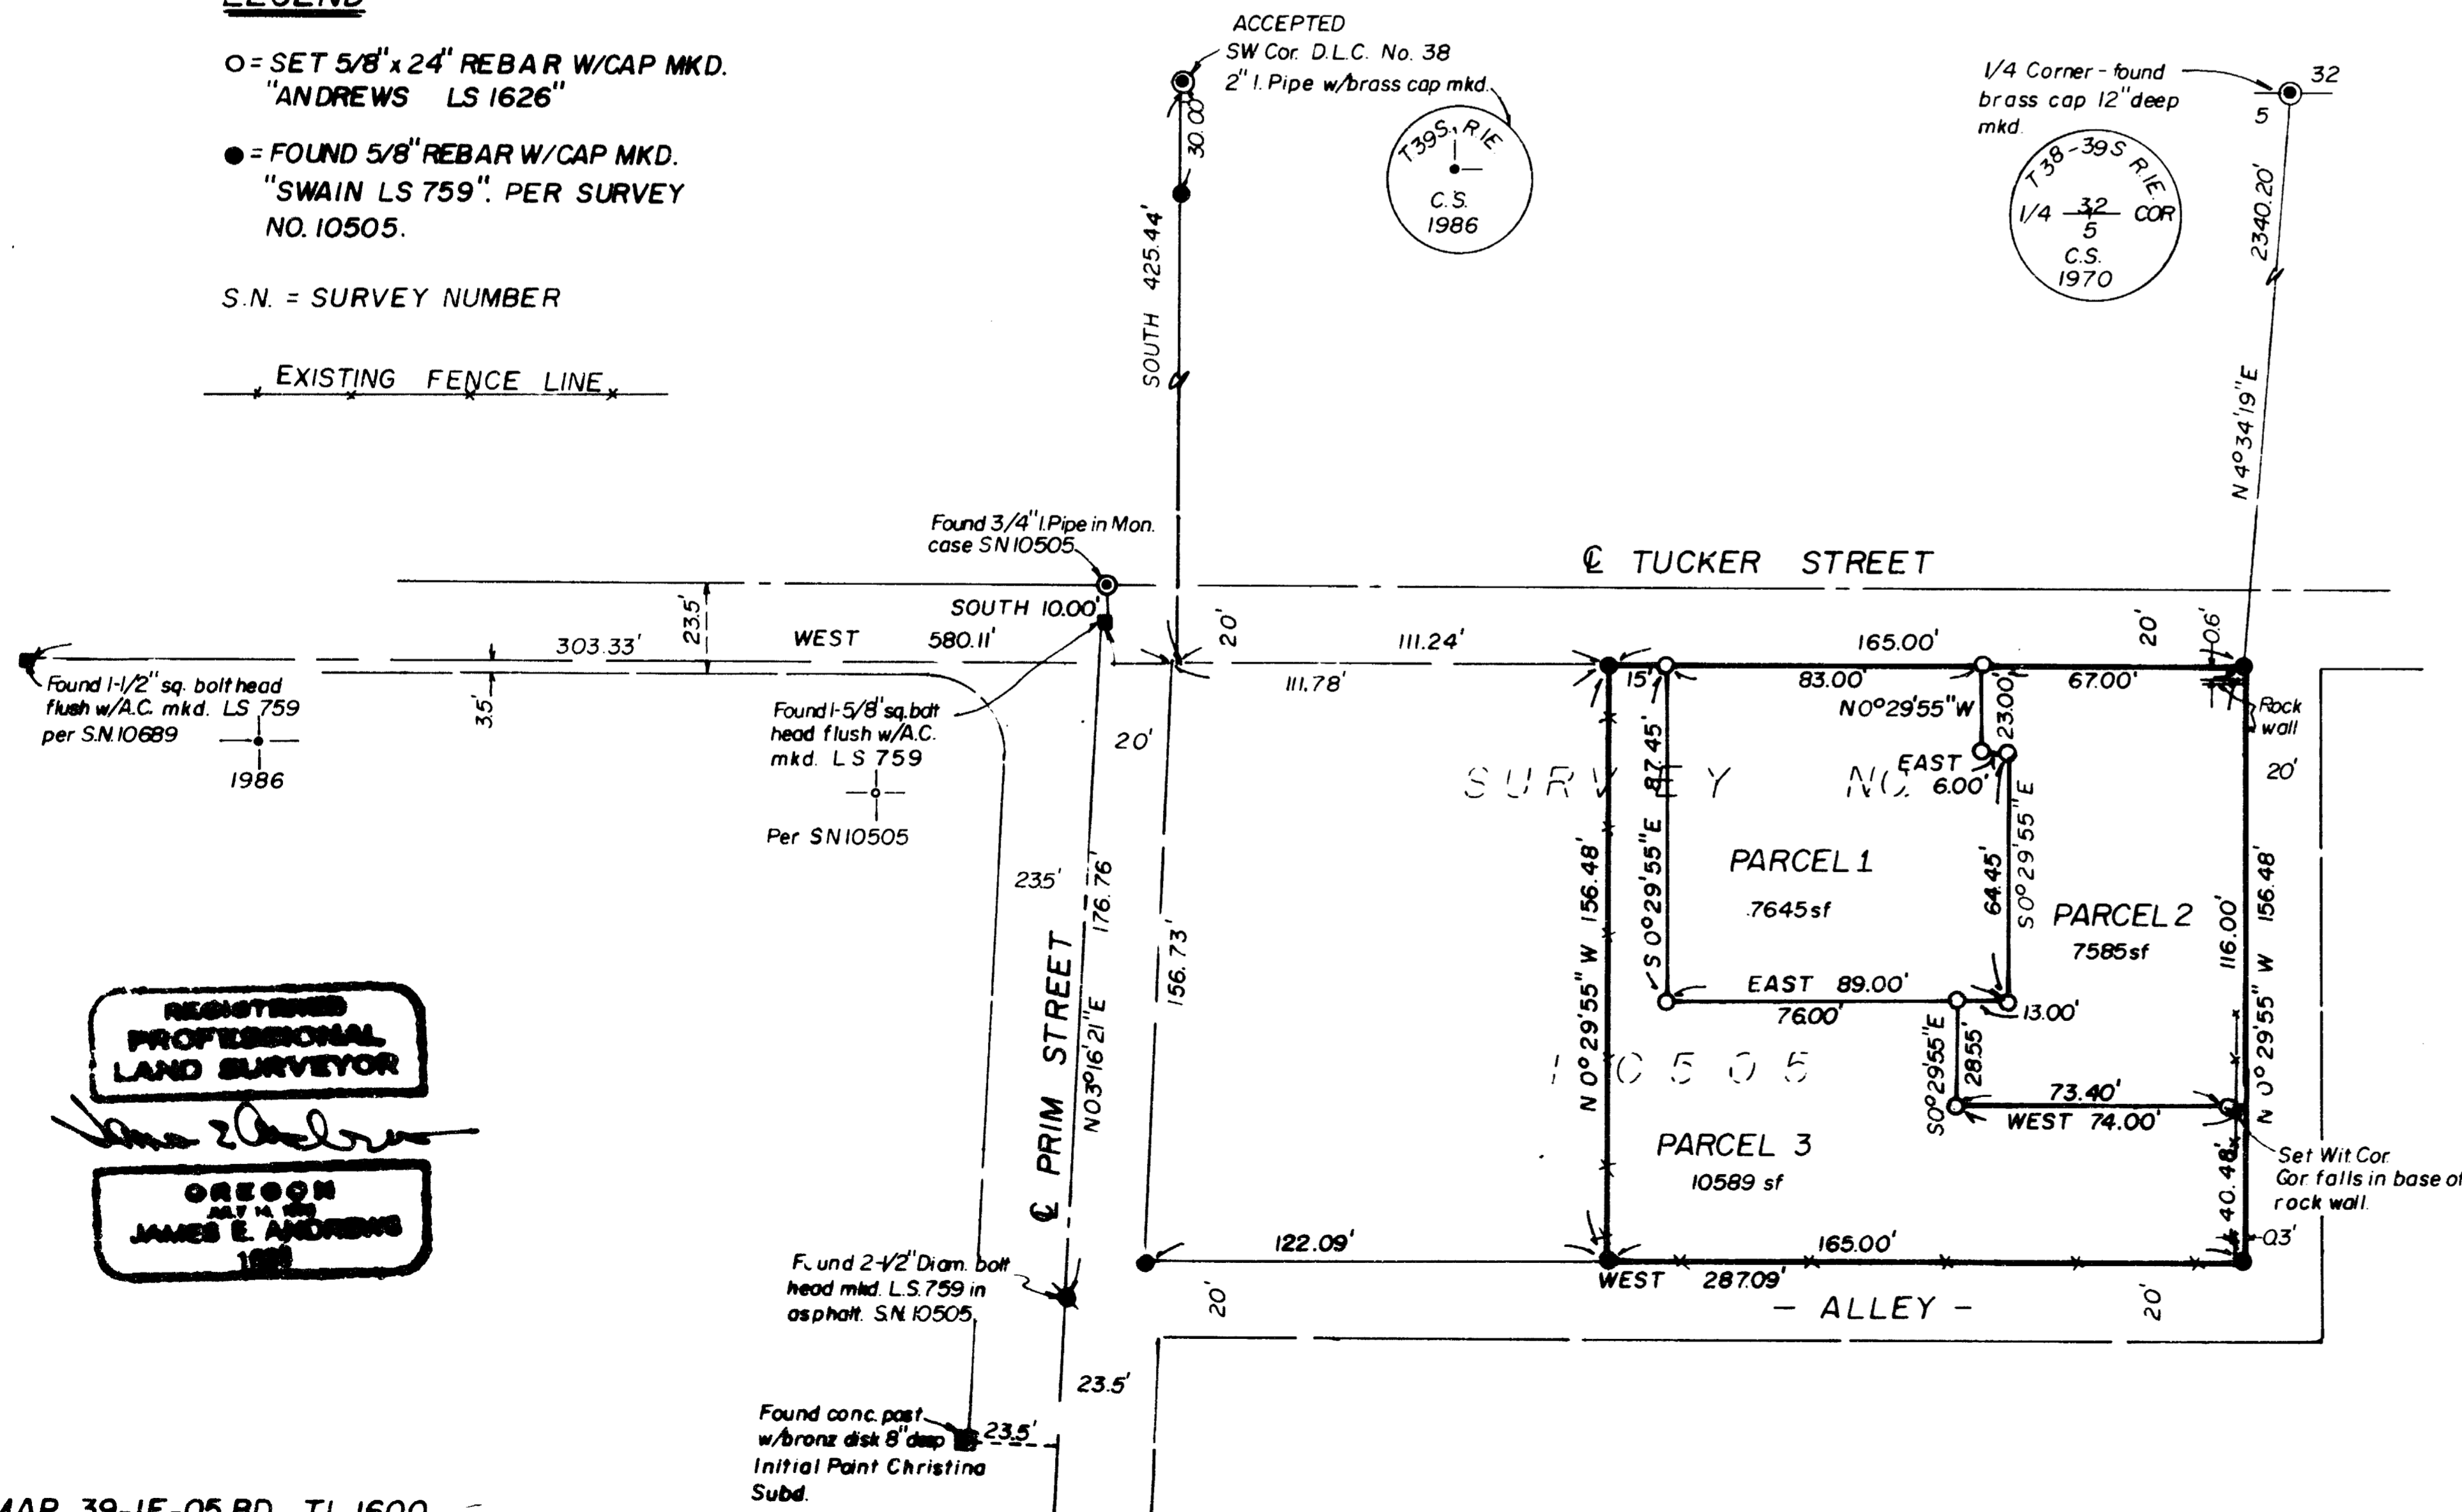 LEGEND
O = SET 5/8" x 24" REBAR W/CAP MKD.
"ANDREWS LS 1626"
● = FOUND 5/8" REBAR W/CAP MKD.
"SWAIN LS 759". PER SURVEY
NO. 10505.
S.N. = SURVEY NUMBER
EXISTING FENCE LINE
ACCEPTED
SW Cor. D.L.C. No. 38
2" I. Pipe w/brass cap mkd.
T39S., R.1E.
C.S.
1986
30.00
SOUTH 425.44'
1/4 Corner - found
brass cap 12" deep
mkd.
32
5
T38-39S R.1E.
1/4 32 COR
5
C.S.
1970
2340.20'
N 4°34'19" E
Found 3/4" I. Pipe in Mon.
case SN 10505
℄ TUCKER STREET
SOUTH 10.00'
23.5'
303.33'
WEST 580.11'
3.5'
20'
111.24'
111.78'
165.00'
20'
0.6'
15'
83.00'
67.00'
Found 1-1/2" sq. bolt head
flush w/A.C. mkd. LS 759
per S.N. 10689
1986
Found 1-5/8" sq. bolt
head flush w/A.C.
mkd. LS 759
Per SN 10505
20'
N 0°29'55" W
23.00'
EAST
6.00'
Rock
wall
20'
SURVEY NO.
10505
87.45'
S 0°29'55" E
64.45'
S 0°29'55" E
PARCEL 1
7645 sf
PARCEL 2
7585 sf
N 0°29'55" W 156.48'
116.00'
N 0°29'55" W 156.48'
23.5'
176.76'
N 03°16'21" E
℄ PRIM STREET
156.73'
EAST 89.00'
76.00'
13.00'
S 0°29'55" E
28.55'
73.40'
WEST 74.00'
PARCEL 3
10589 sf
Set Wit. Cor.
Cor. falls in base of
rock wall.
40.48'
0.3'
REGISTERED
PROFESSIONAL
LAND SURVEYOR
OREGON
JAMES E. ANDREWS
122.09'
165.00'
WEST 287.09'
- ALLEY -
20'
20'
Found 2-1/2" Diam. bolt
head mkd. L.S. 759 in
asphalt. S.N. 10505
23.5'
Found conc. post
w/bronz disk 8" deep
Initial Point Christina
Subd.
23.5'
MAP 39-1E-05 BD TL 1600